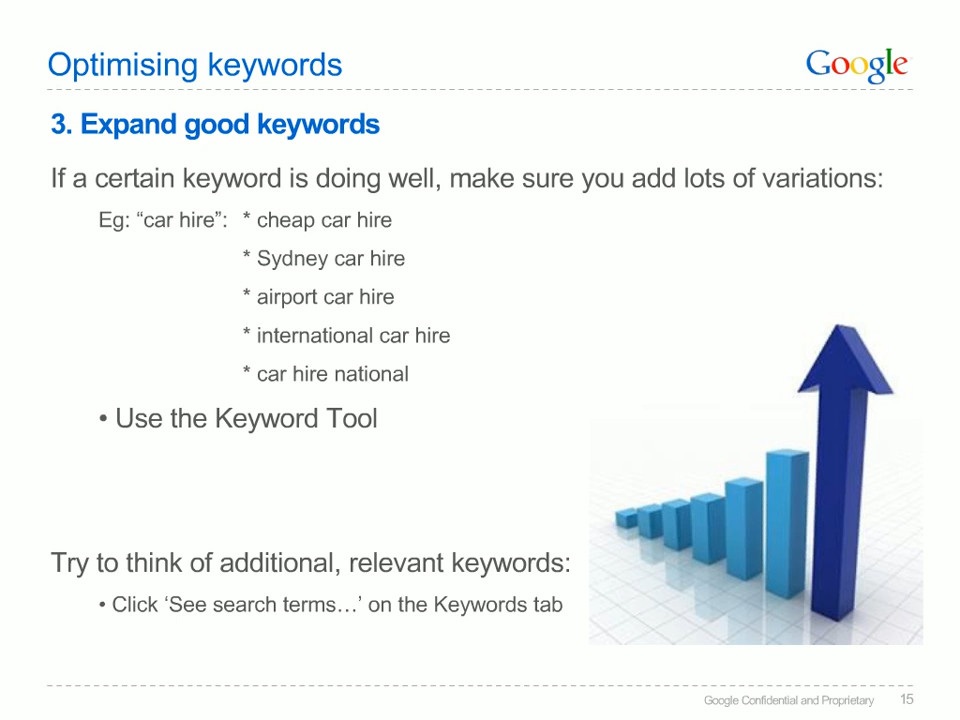 Optimising keywords
Google
3. Expand good keywords
If a certain keyword is doing well, make sure you add lots of variations:
Eg: “car hire”: * cheap car hire
* Sydney car hire
* airport car hire
* international car hire
* car hire national
• Use the Keyword Tool
Try to think of additional, relevant keywords:
• Click ‘See search terms…’ on the Keywords tab
Google Confidential and Proprietary 15